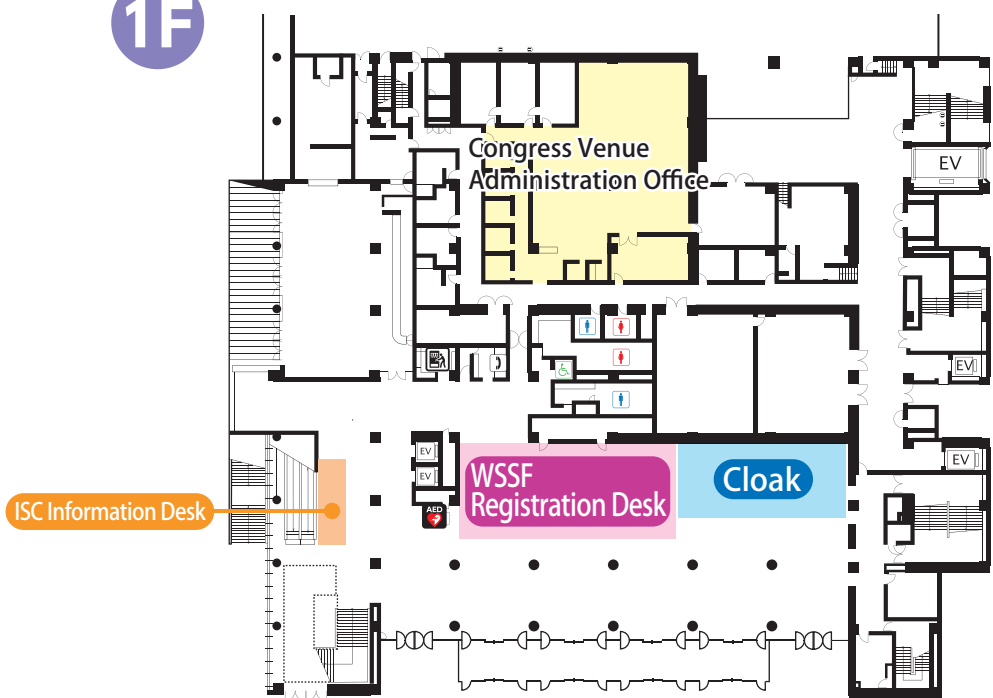 1F
Congress Venue
Administration Office
EV
EV
EV
EV
EV
WSSF
Registration Desk
Cloak
ISC Information Desk
AED